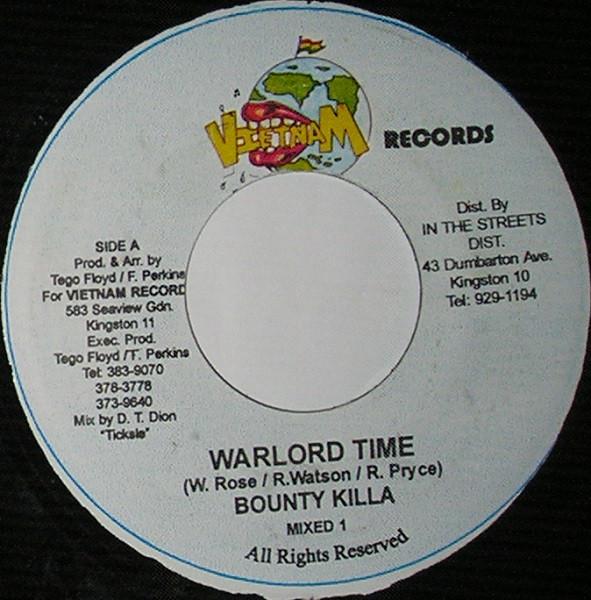 VIETNAM
RECORDS
SIDE A
Prod. & Arr. by
Tego Floyd / F. Perkins
For VIETNAM RECORD
583 Seaview Gdn.
Kingston 11
Exec. Prod.
Tego Floyd /T. Perkins
Tel: 383-9070
378-3778
373-9640
Mix by D. T. Dion
"Ticksie"
Dist. By
IN THE STREETS
DIST.
43 Dumbarton Ave.
Kingston 10
Tel: 929-1194
WARLORD TIME
(W. Rose / R.Watson / R. Pryce)
BOUNTY KILLA
MIXED 1
All Rights Reserved